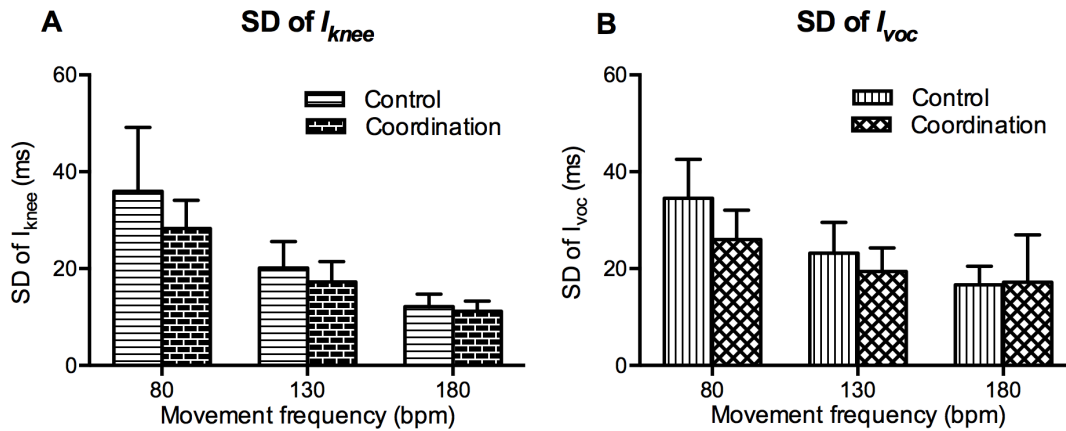 A
SD of Iknee
SD of Iknee (ms)
60
40
20
0
Control
Coordination
80
130
180
Movement frequency (bpm)
B
SD of Ivoc
SD of Ivoc (ms)
60
40
20
0
Control
Coordination
80
130
180
Movement frequency (bpm)